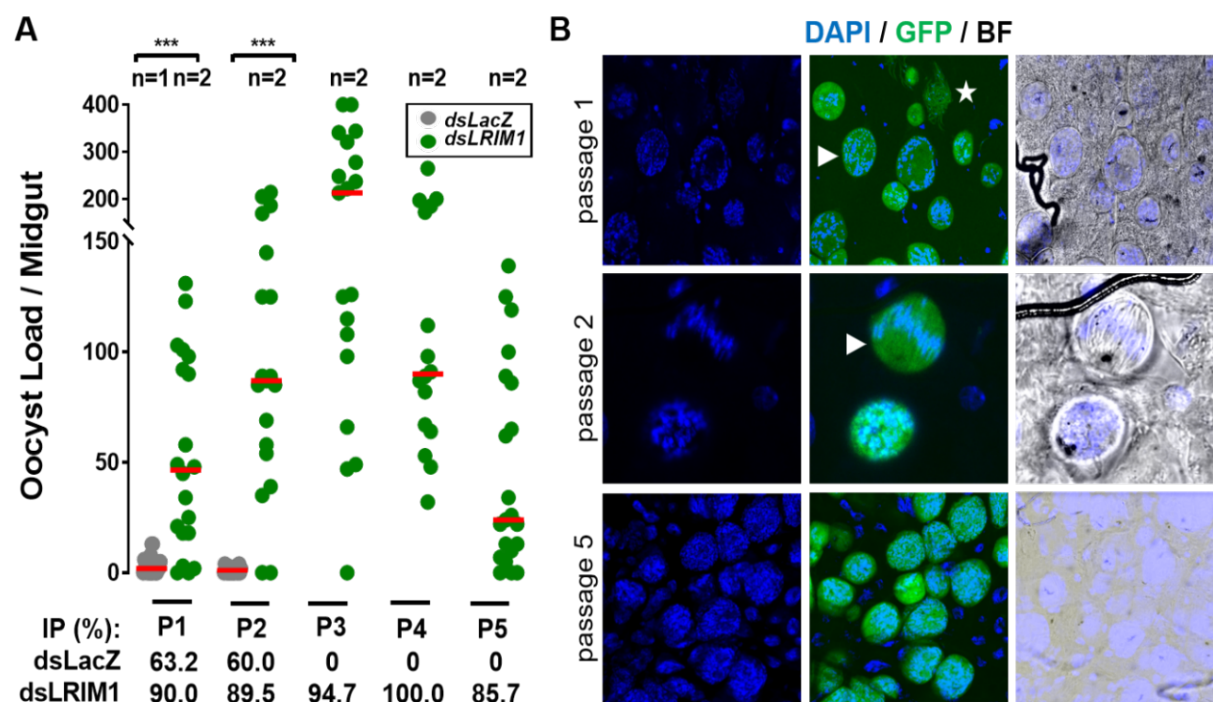 A
*** ***
n=1 n=2 n=2 n=2 n=2 n=2
dsLacZ
dsLRIM1
Oocyst Load / Midgut
400
300
200
150
100
50
0
IP (%): P1 P2 P3 P4 P5
dsLacZ 63.2 60.0 0 0 0
dsLRIM1 90.0 89.5 94.7 100.0 85.7
B
DAPI / GFP / BF
passage 1
passage 2
passage 5